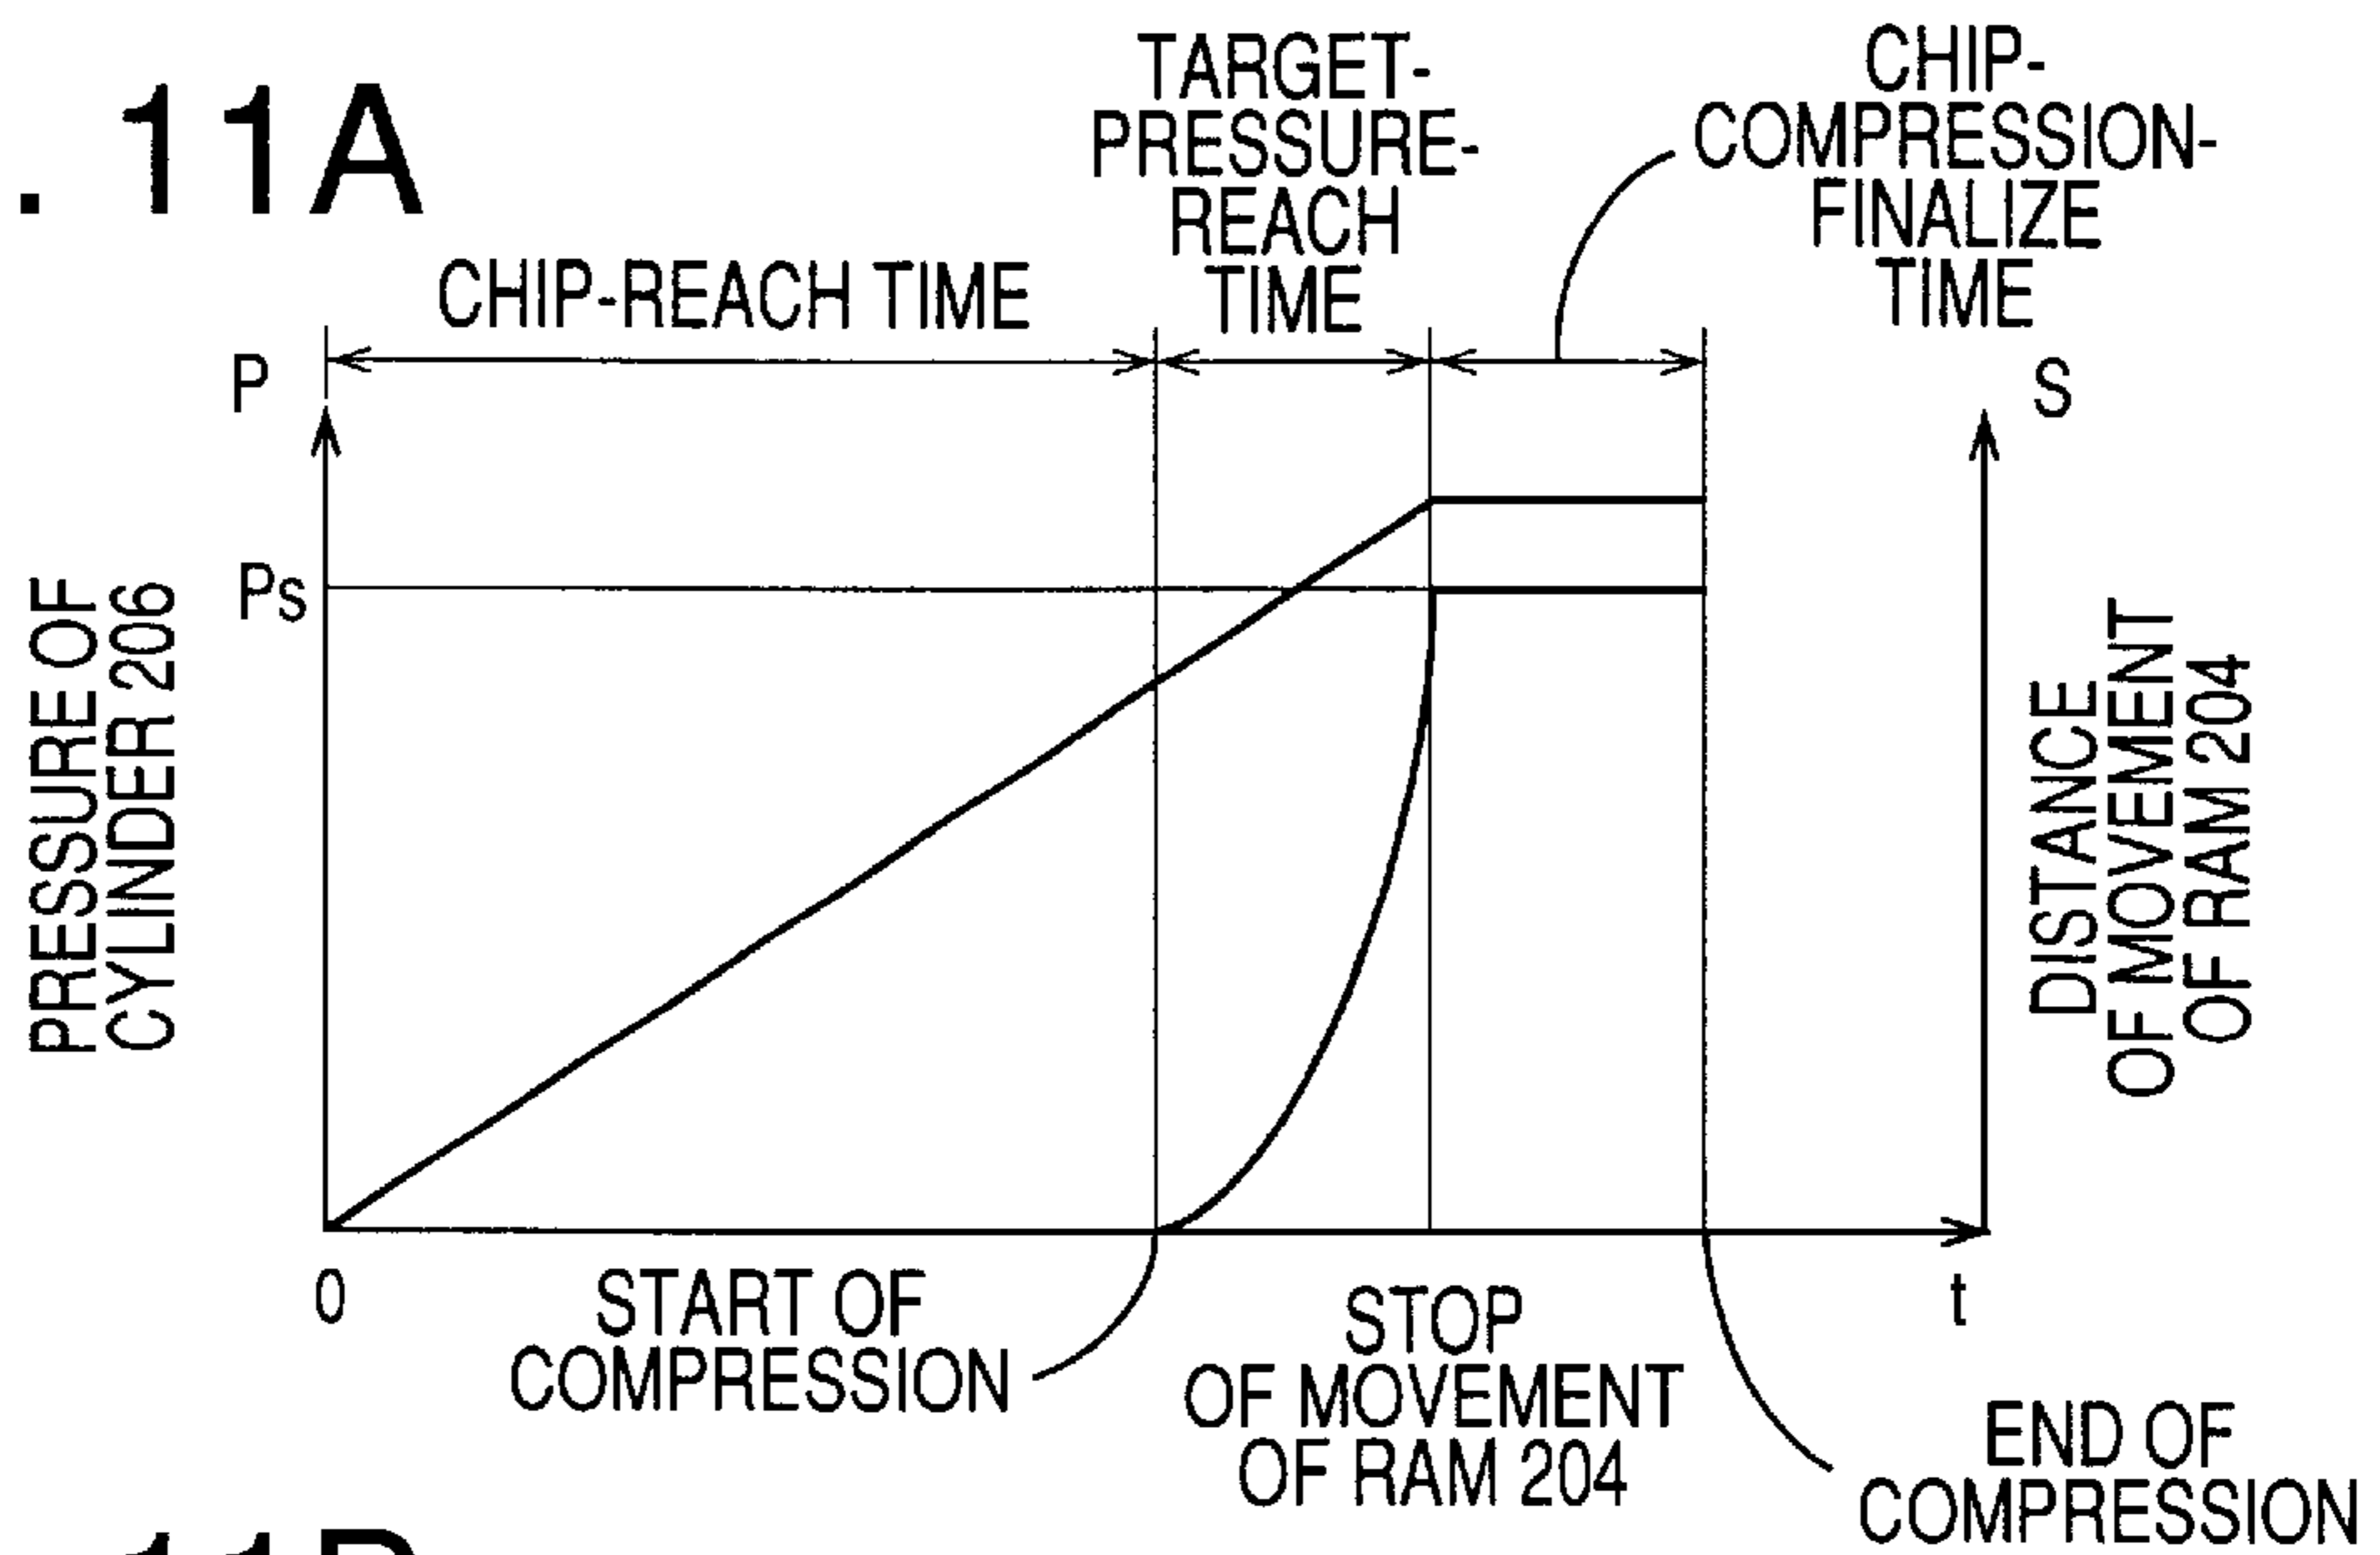 . 11A
TARGET-
PRESSURE-
REACH
TIME
CHIP-
COMPRESSION-
FINALIZE
TIME
CHIP-REACH TIME
P
S
Ps
PRESSURE OF
CYLINDER 206
DISTANCE
OF MOVEMENT
OF RAM 204
0
START OF
COMPRESSION
STOP
OF MOVEMENT
OF RAM 204
t
END OF
COMPRESSION